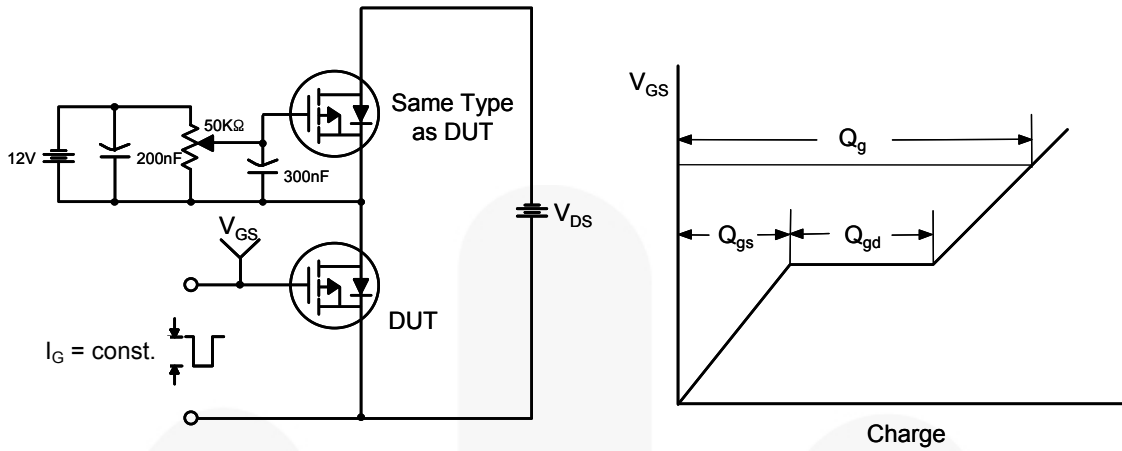 12V
200nF
50KΩ
300nF
Same Type
as DUT
V_GS
DUT
I_G = const.
V_DS
V_GS
Q_g
Q_gs
Q_gd
Charge